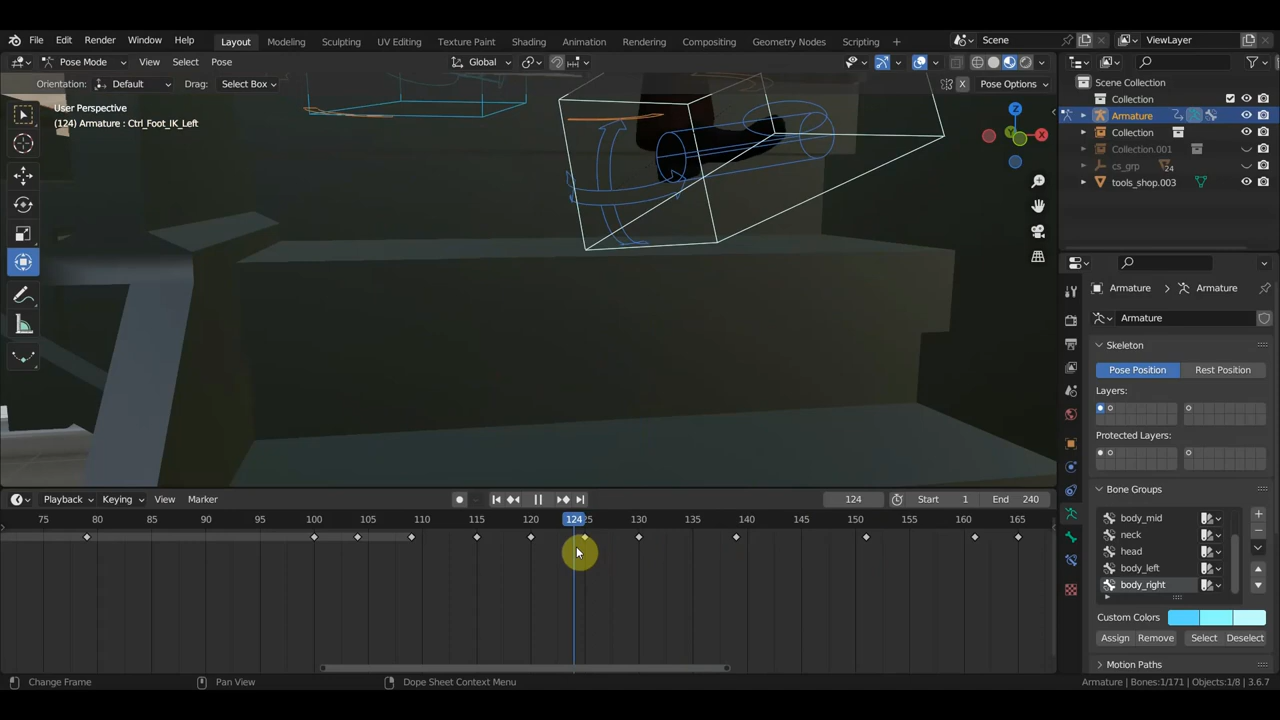 File Edit Render Window Help Layout Modeling Sculpting UV Editing Texture Paint Shading Animation Rendering Compositing Geometry Nodes Scripting + Scene ViewLayer
Pose Mode View Select Pose Global
Orientation: Default Drag: Select Box X Pose Options
User Perspective
(124) Armature : Ctrl_Foot_IK_Left
Z
X
Y
Scene Collection
Collection
Armature
Collection
Collection.001
cs_grp 24
tools_shop.003
Armature > Armature
Armature
Skeleton
Pose Position Rest Position
Layers:
Protected Layers:
Bone Groups
body_mid
neck
head
body_left
body_right
Custom Colors
Assign Remove Select Deselect
Motion Paths
Playback Keying View Marker 124 Start 1 End 240
75 80 85 90 95 100 105 110 115 120 124 25 130 135 140 145 150 155 160 165
Change Frame Pan View Dope Sheet Context Menu Armature | Bones:1/171 | Objects:1/8 | 3.6.7